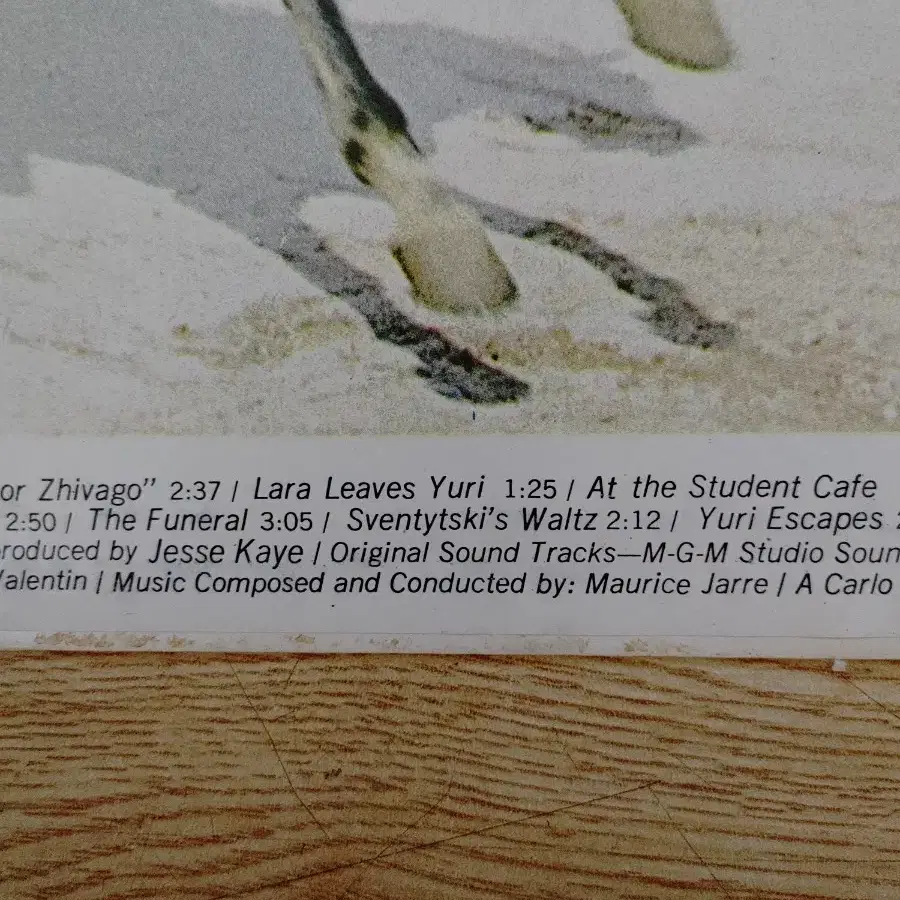 or Zhivago" 2:37 / Lara Leaves Yuri 1:25 / At the Student Cafe
2:50 / The Funeral 3:05 / Sventytski's Waltz 2:12 / Yuri Escapes
roduced by Jesse Kaye / Original Sound Tracks—M-G-M Studio Soun
alentin / Music Composed and Conducted by: Maurice Jarre / A Carlo